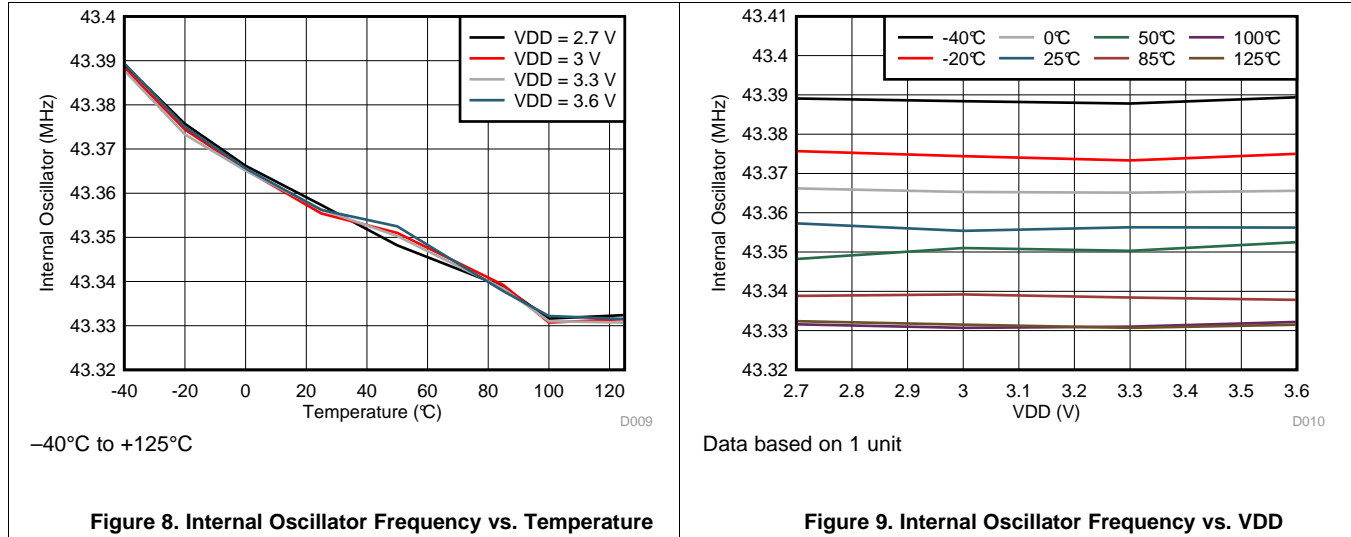 43.4
43.39
43.38
43.37
43.36
43.35
43.34
43.33
43.32
Internal Oscillator (MHz)
VDD = 2.7 V
VDD = 3 V
VDD = 3.3 V
VDD = 3.6 V
-40 -20 0 20 40 60 80 100 120
Temperature (°C)
D009
–40°C to +125°C
Figure 8. Internal Oscillator Frequency vs. Temperature
43.41
43.4
43.39
43.38
43.37
43.36
43.35
43.34
43.33
43.32
Internal Oscillator (MHz)
-40°C 0°C 50°C 100°C
-20°C 25°C 85°C 125°C
2.7 2.8 2.9 3 3.1 3.2 3.3 3.4 3.5 3.6
VDD (V)
D010
Data based on 1 unit
Figure 9. Internal Oscillator Frequency vs. VDD